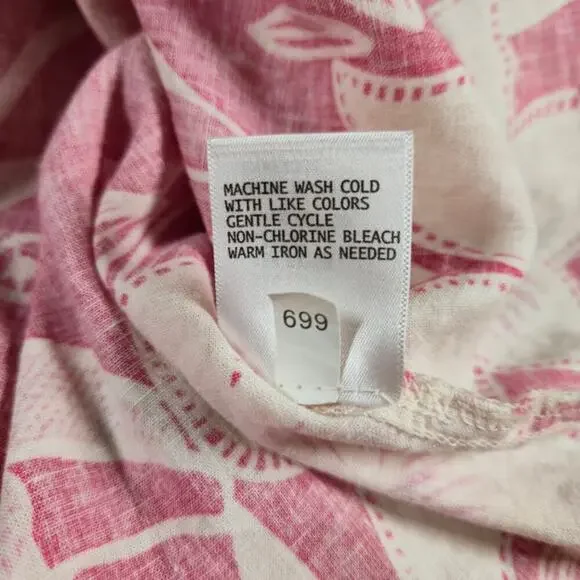 MACHINE WASH COLD
WITH LIKE COLORS
GENTLE CYCLE
NON-CHLORINE BLEACH
WARM IRON AS NEEDED
699